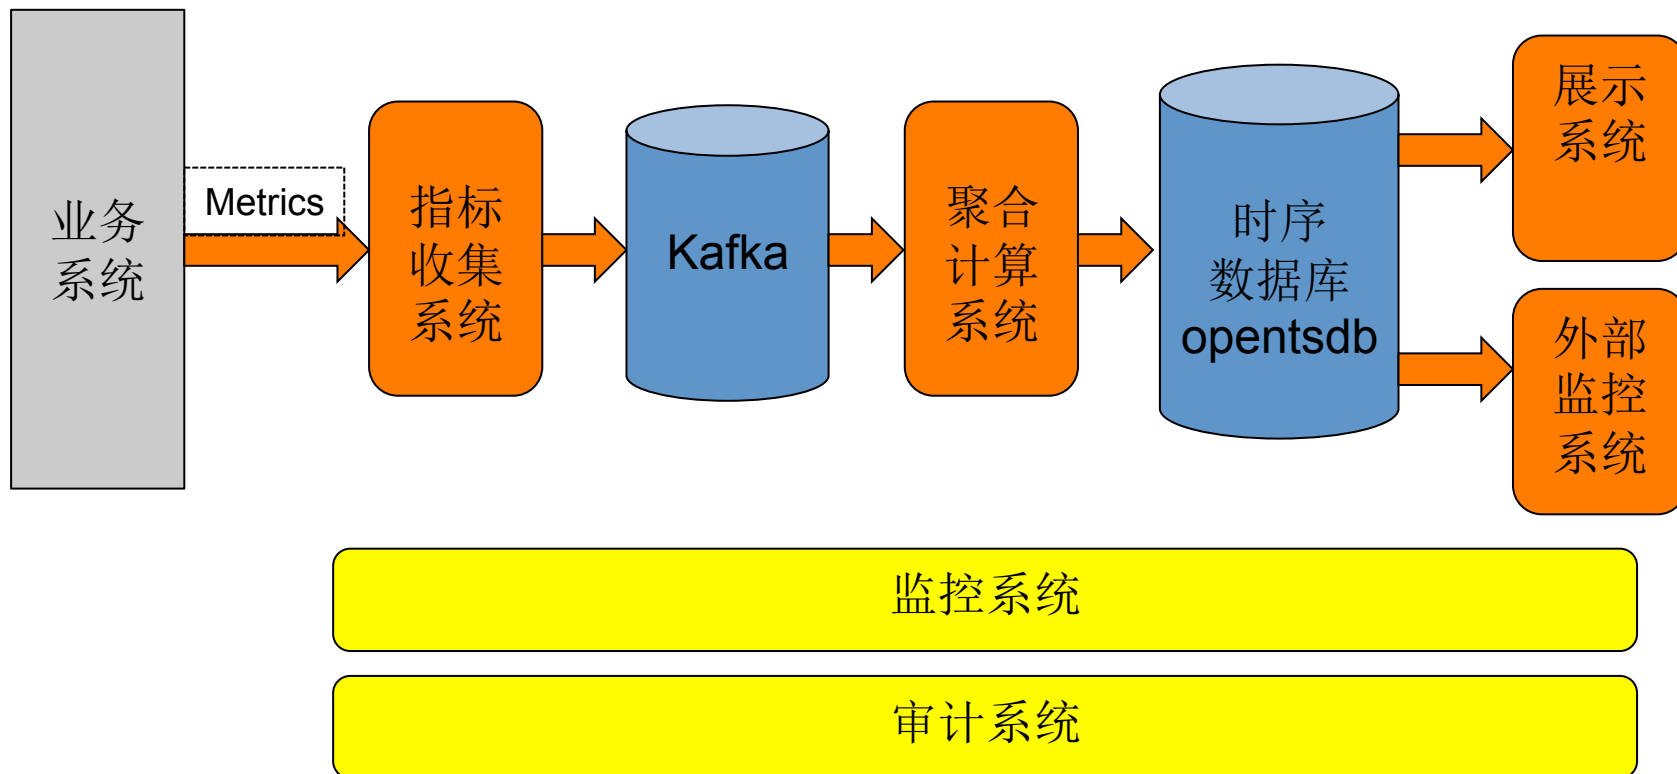 业务
系统
Metrics
指标
收集
系统
Kafka
聚合
计算
系统
时序
数据库
opentsdb
展示
系统
外部
监控
系统
监控系统
审计系统